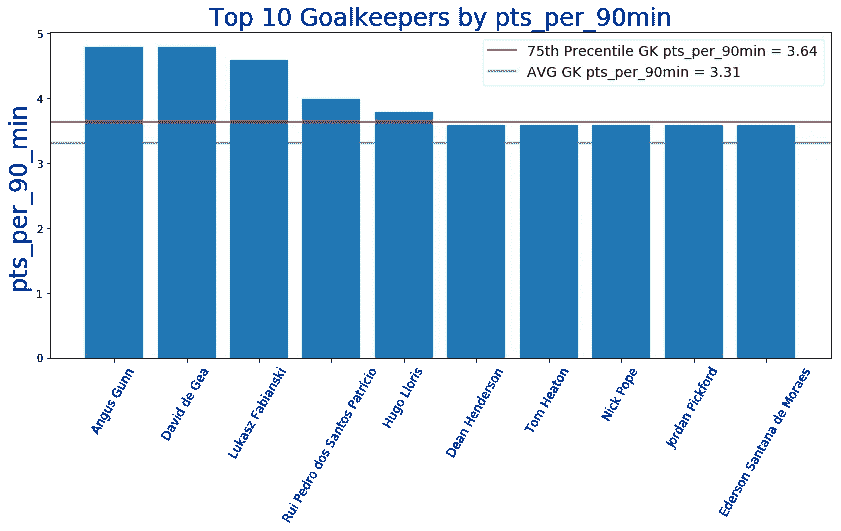 Top 10 Goalkeepers by pts_per_90min
75th Precentile GK pts_per_90min = 3.64
AVG GK pts_per_90min = 3.31
pts_per_90_min
5
4
3
2
1
0
Angus Gunn
David de Gea
Lukasz Fabianski
Rui Pedro dos Santos Patrício
Hugo Lloris
Dean Henderson
Tom Heaton
Nick Pope
Jordan Pickford
Ederson Santana de Moraes